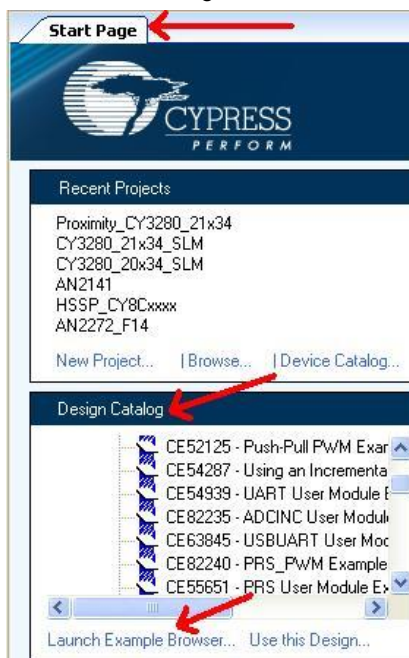 Start Page
CYPRESS
PERFORM
Recent Projects
Proximity_CY3280_21x34
CY3280_21x34_SLM
CY3280_20x34_SLM
AN2141
HSSP_CY8Cxxxx
AN2272_F14
New Project... | Browse... | Device Catalog...
Design Catalog
CE52125 - Push-Pull PWM Exar
CE54287 - Using an Incrementa
CE54939 - UART User Module E
CE82235 - ADCINC User Modul
CE63845 - USBUART User Moc
CE82240 - PRS_PWM Example
CE55651 - PRS User Module Ex
Launch Example Browser... Use this Design...